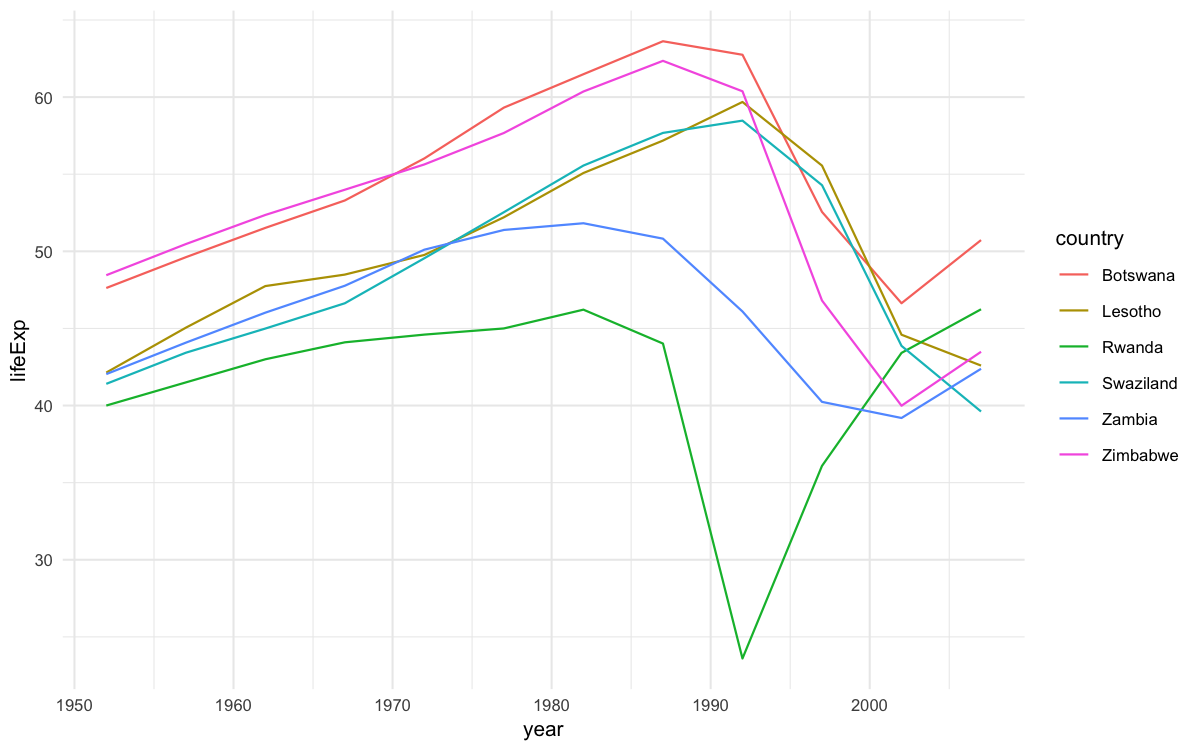 60
50
40
30
lifeExp
1950 1960 1970 1980 1990 2000
year
country
Botswana
Lesotho
Rwanda
Swaziland
Zambia
Zimbabwe